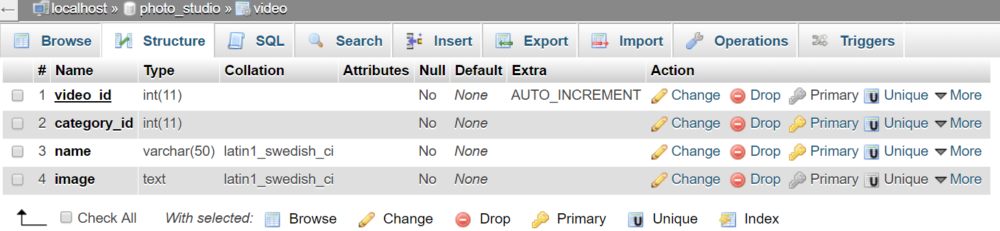 ← localhost » photo_studio » video
Browse Structure SQL Search Insert Export Import Operations Triggers
# Name Type Collation Attributes Null Default Extra Action
1 video_id int(11) No None AUTO_INCREMENT Change Drop Primary U Unique More
2 category_id int(11) No None Change Drop Primary U Unique More
3 name varchar(50) latin1_swedish_ci No None Change Drop Primary U Unique More
4 image text latin1_swedish_ci No None Change Drop Primary U Unique More
Check All With selected: Browse Change Drop Primary U Unique Index